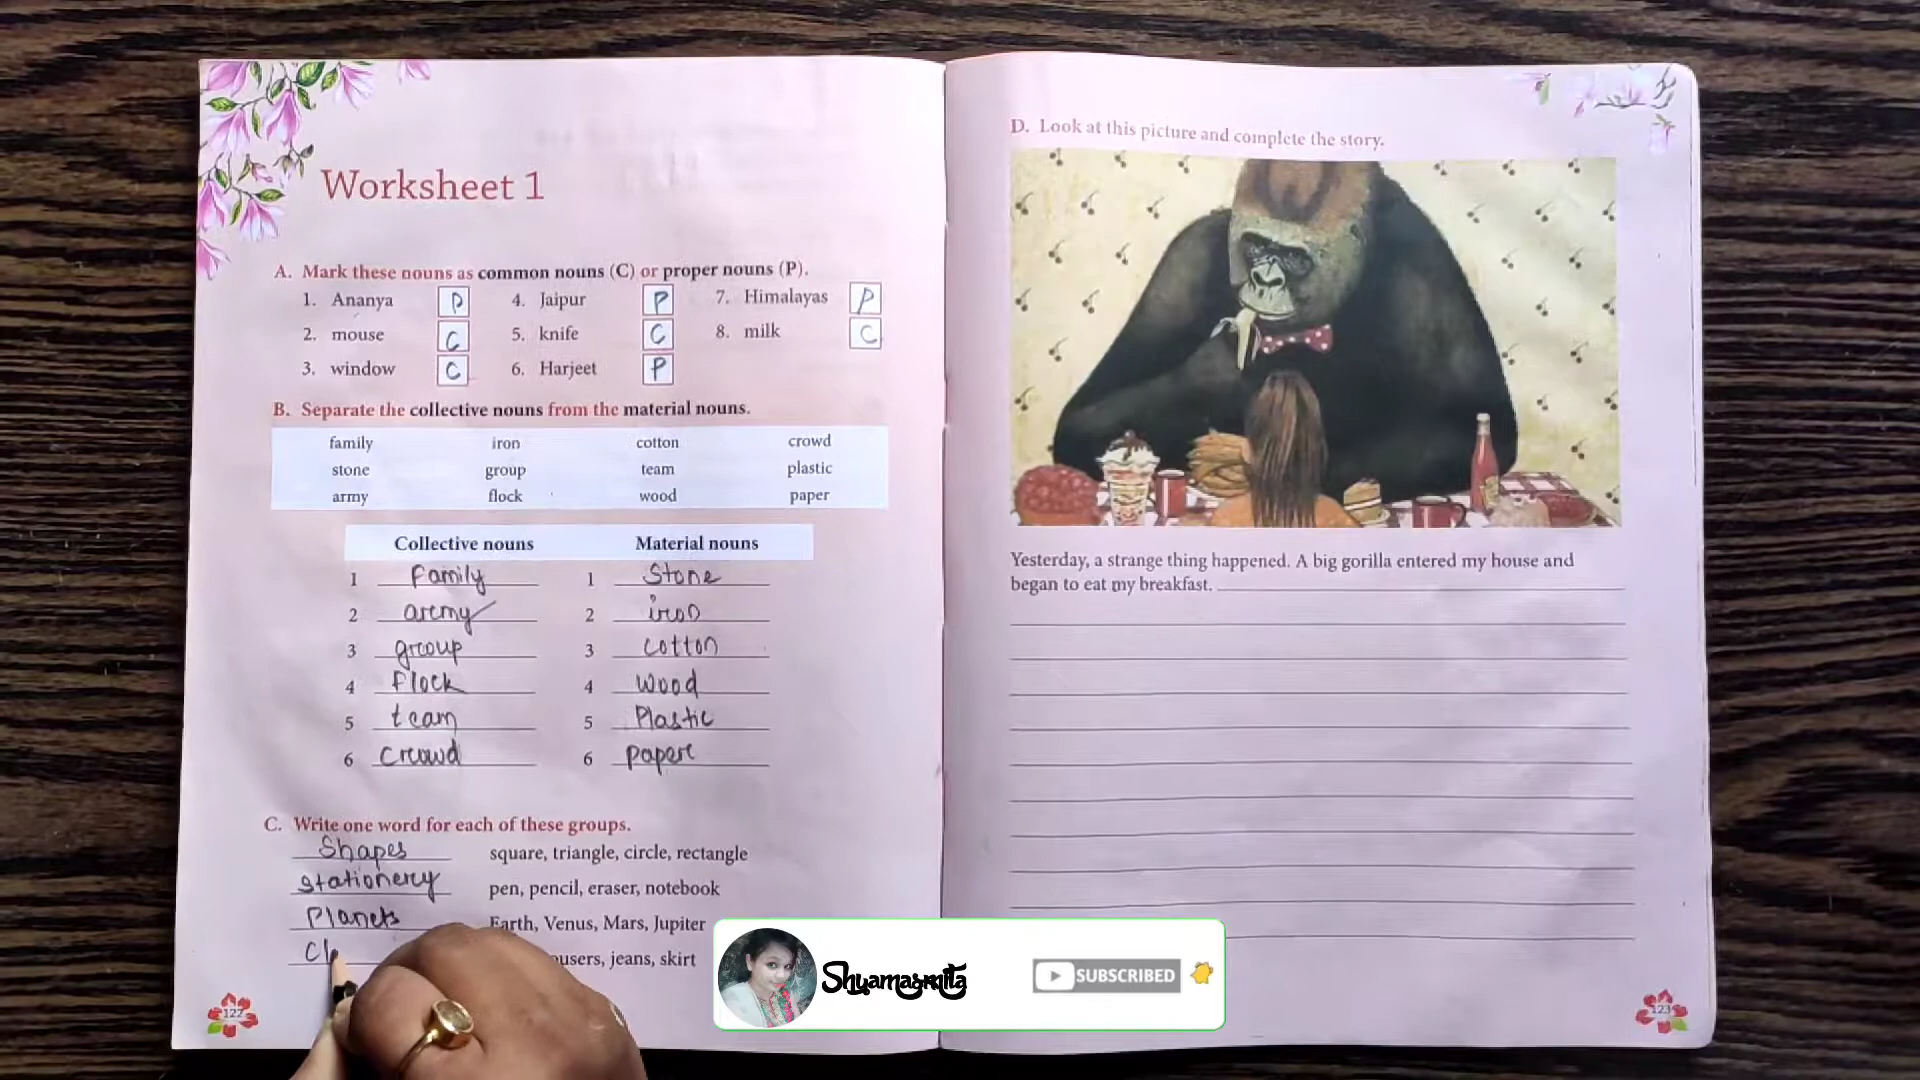 Worksheet 1
A. Mark these nouns as common nouns (C) or proper nouns (P).
1. Ananya P 4. Jaipur P 7. Himalayas P
2. mouse C 5. knife C 8. milk C
3. window C 6. Harjeet P
B. Separate the collective nouns from the material nouns.
family iron cotton crowd
stone group team plastic
army flock wood paper
Collective nouns Material nouns
1 Family 1 Stone
2 army 2 iron
3 group 3 cotton
4 Flock 4 Wood
5 team 5 Plastic
6 Crowd 6 paper
C. Write one word for each of these groups.
Shapes square, triangle, circle, rectangle
Stationery pen, pencil, eraser, notebook
Planets Earth, Venus, Mars, Jupiter
jeans, skirt
122
D. Look at this picture and complete the story.
Yesterday, a strange thing happened. A big gorilla entered my house and
began to eat my breakfast.
123
Shyamasmita
SUBSCRIBED